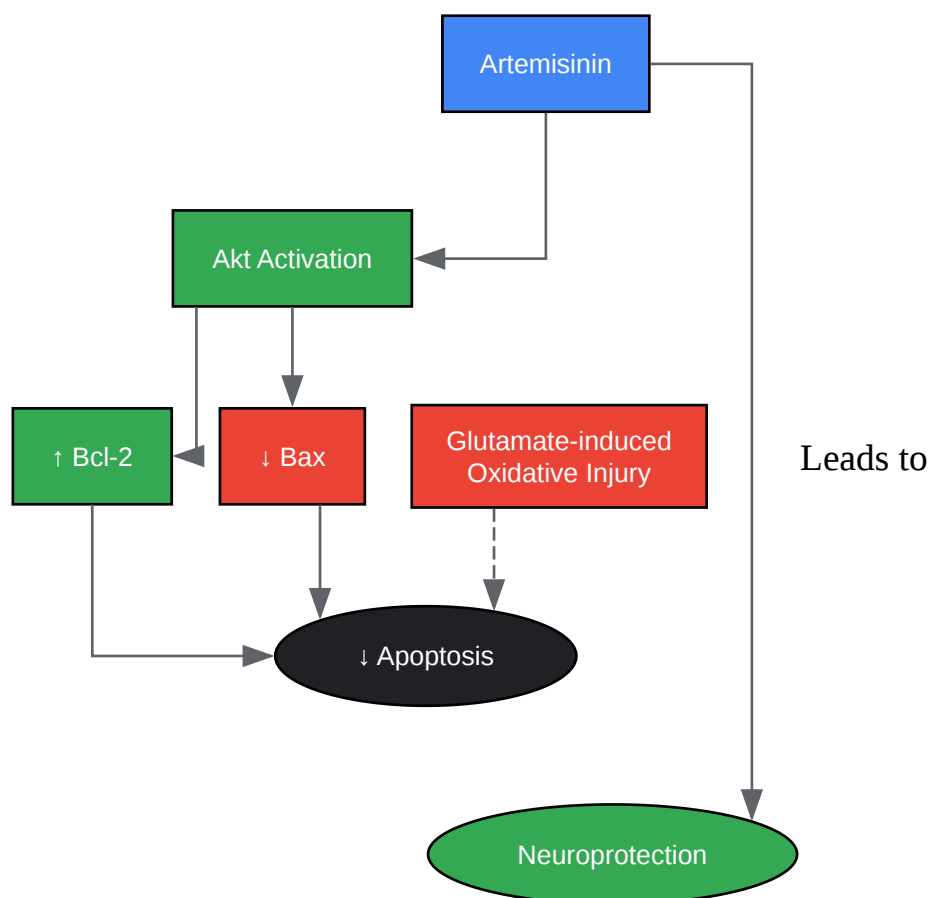 Artemisinin
Akt Activation
↑ Bcl-2
↓ Bax
Glutamate-induced
Oxidative Injury
Leads to
↓ Apoptosis
Neuroprotection